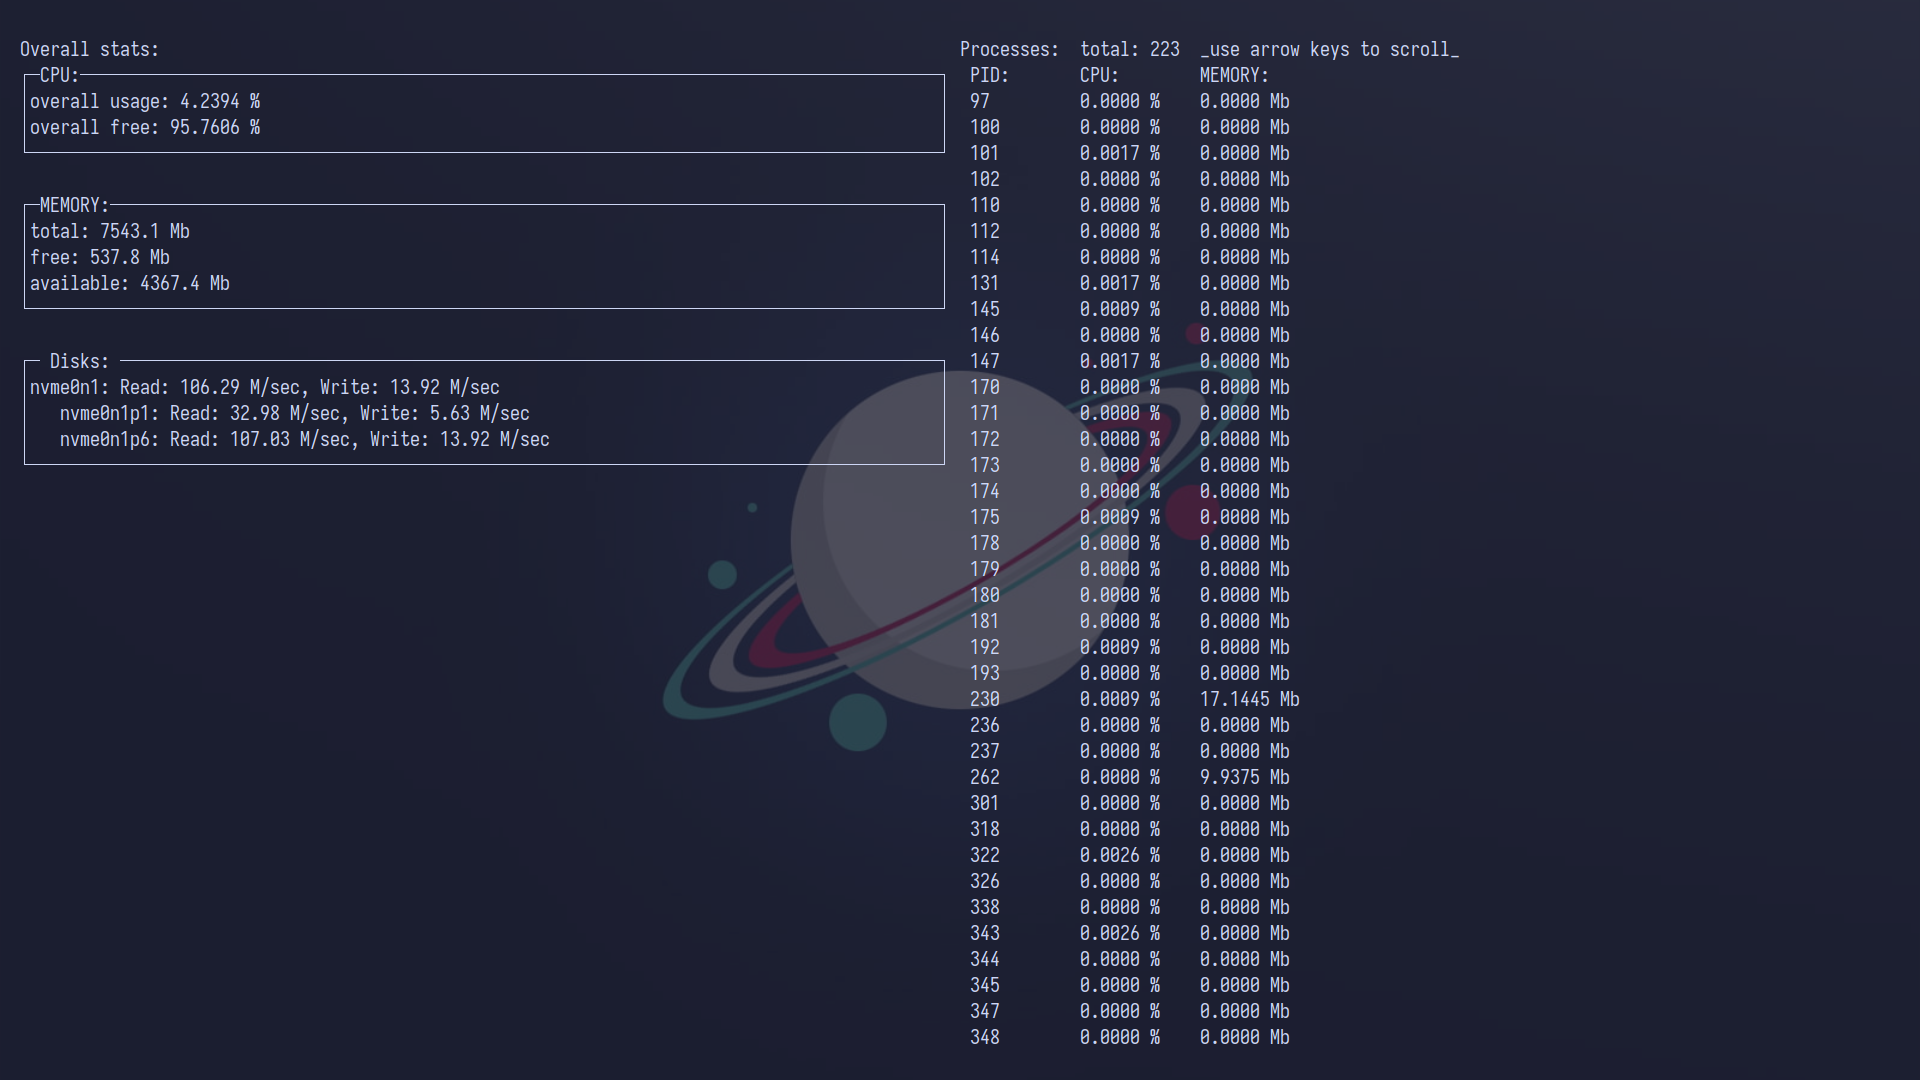 Overall stats:
CPU:
overall usage: 4.2394 %
overall free: 95.7606 %
MEMORY:
total: 7543.1 Mb
free: 537.8 Mb
available: 4367.4 Mb
Disks:
nvme0n1: Read: 106.29 M/sec, Write: 13.92 M/sec
nvme0n1p1: Read: 32.98 M/sec, Write: 5.63 M/sec
nvme0n1p6: Read: 107.03 M/sec, Write: 13.92 M/sec
Processes: total: 223 _use arrow keys to scroll_
PID: CPU: MEMORY:
97 0.0000 % 0.0000 Mb
100 0.0000 % 0.0000 Mb
101 0.0017 % 0.0000 Mb
102 0.0000 % 0.0000 Mb
110 0.0000 % 0.0000 Mb
112 0.0000 % 0.0000 Mb
114 0.0000 % 0.0000 Mb
131 0.0017 % 0.0000 Mb
145 0.0009 % 0.0000 Mb
146 0.0000 % 0.0000 Mb
147 0.0017 % 0.0000 Mb
170 0.0000 % 0.0000 Mb
171 0.0000 % 0.0000 Mb
172 0.0000 % 0.0000 Mb
173 0.0000 % 0.0000 Mb
174 0.0000 % 0.0000 Mb
175 0.0009 % 0.0000 Mb
178 0.0000 % 0.0000 Mb
179 0.0000 % 0.0000 Mb
180 0.0000 % 0.0000 Mb
181 0.0000 % 0.0000 Mb
192 0.0009 % 0.0000 Mb
193 0.0000 % 0.0000 Mb
230 0.0009 % 17.1445 Mb
236 0.0000 % 0.0000 Mb
237 0.0000 % 0.0000 Mb
262 0.0000 % 9.9375 Mb
301 0.0000 % 0.0000 Mb
318 0.0000 % 0.0000 Mb
322 0.0026 % 0.0000 Mb
326 0.0000 % 0.0000 Mb
338 0.0000 % 0.0000 Mb
343 0.0026 % 0.0000 Mb
344 0.0000 % 0.0000 Mb
345 0.0000 % 0.0000 Mb
347 0.0000 % 0.0000 Mb
348 0.0000 % 0.0000 Mb